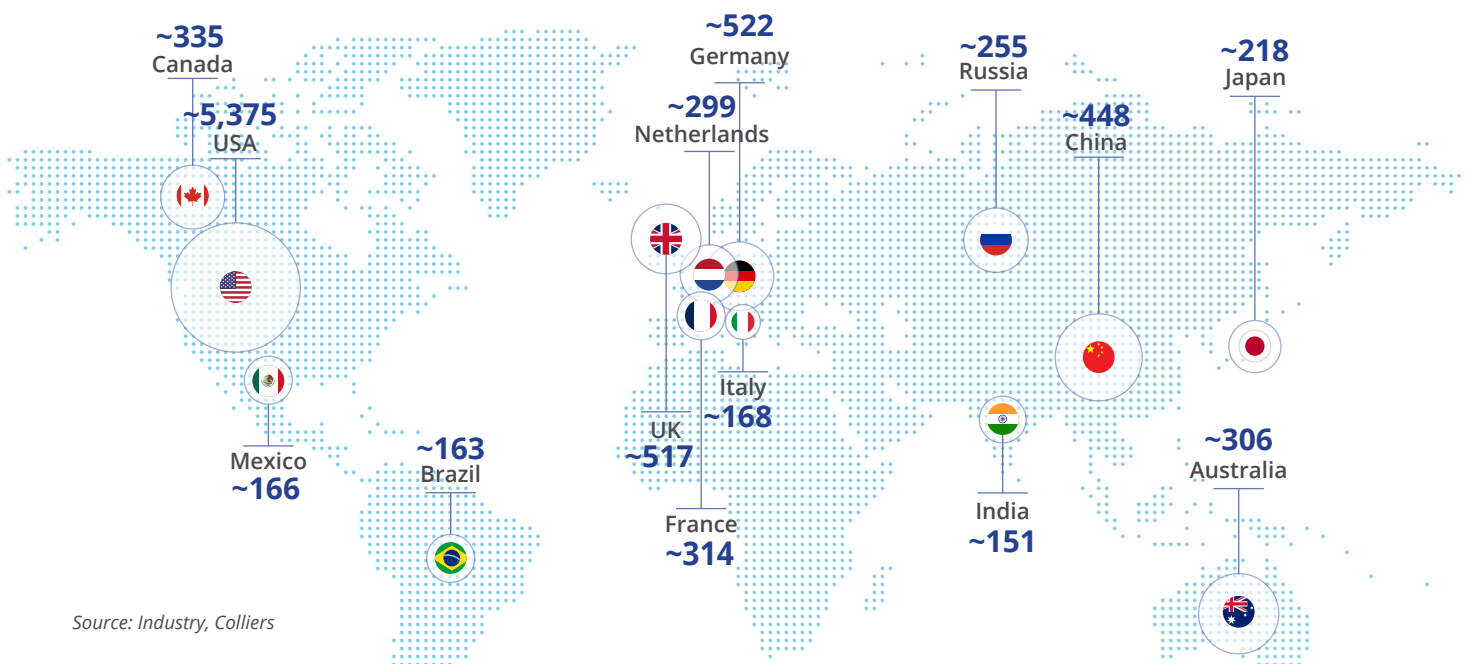 ~335
Canada
~5,375
USA
Mexico
~166
~163
Brazil
~522
Germany
~299
Netherlands
Italy
~168
UK
~517
France
~314
~255
Russia
~448
China
~218
Japan
India
~151
~306
Australia
Source: Industry, Colliers